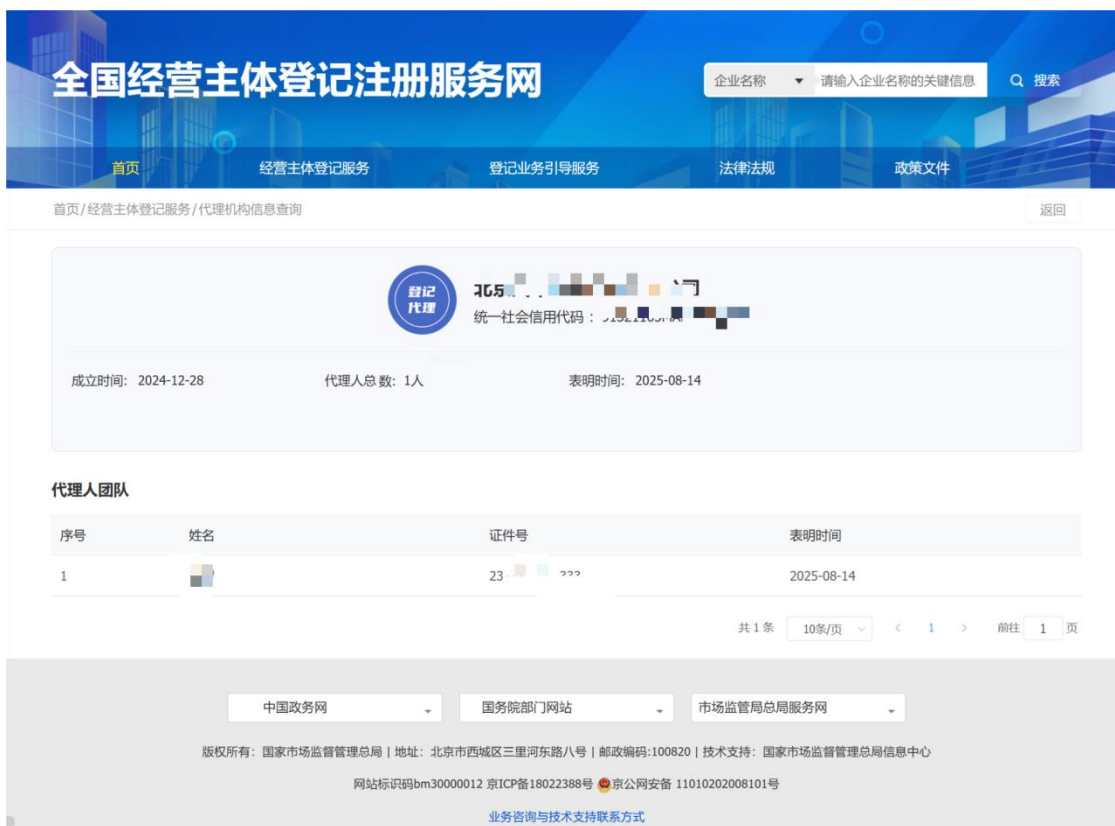 全国经营主体登记注册服务网
企业名称 请输入企业名称的关键信息 搜索
首页 经营主体登记服务 登记业务引导服务 法律法规 政策文件
首页/经营主体登记服务/代理机构信息查询 返回
登记
代理
统一社会信用代码：
成立时间: 2024-12-28 代理人总数: 1人 表明时间: 2025-08-14
代理人团队
序号 姓名 证件号 表明时间
1 23 2025-08-14
共 1 条 10条/页 < 1 > 前往 1 页
中国政务网 国务院部门网站 市场监管局总局服务网
版权所有: 国家市场监督管理总局 | 地址: 北京市西城区三里河东路八号 | 邮政编码:100820 | 技术支持: 国家市场监督管理总局信息中心
网站标识码bm30000012 京ICP备18022388号 京公网安备 11010202008101号
业务咨询与技术支持联系方式